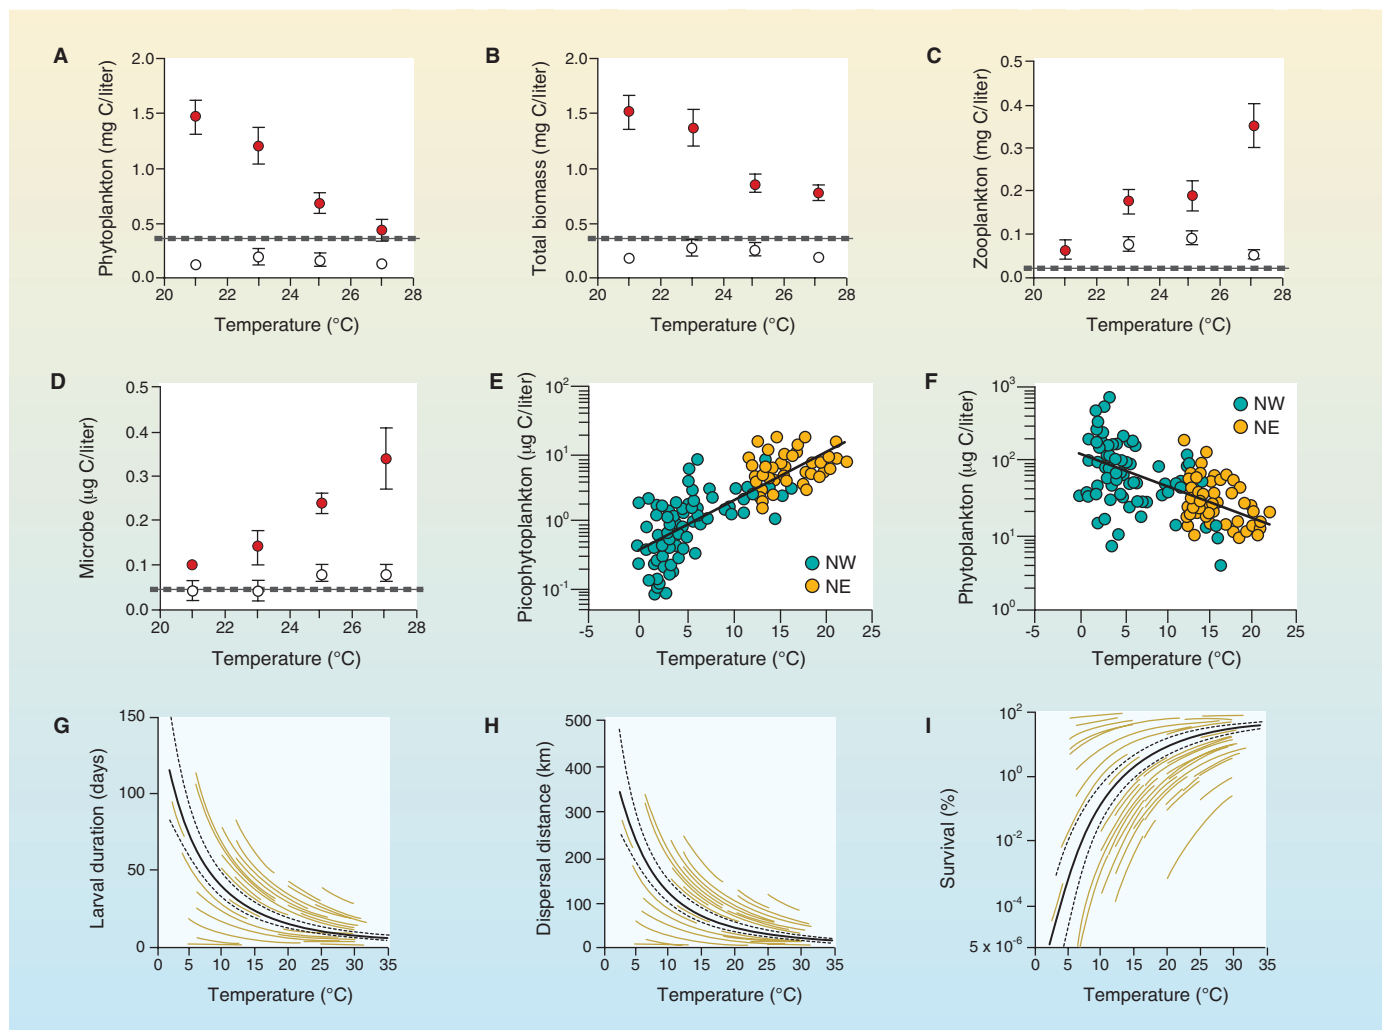 A
Phytoplankton (mg C/liter)
2.0
1.5
1.0
0.5
0.0
20 22 24 26 28
Temperature (°C)
B
Total biomass (mg C/liter)
2.0
1.5
1.0
0.5
0.0
20 22 24 26 28
Temperature (°C)
C
Zooplankton (mg C/liter)
0.5
0.4
0.3
0.2
0.1
0.0
20 22 24 26 28
Temperature (°C)
D
Microbe (μg C/liter)
0.5
0.4
0.3
0.2
0.1
0.0
20 22 24 26 28
Temperature (°C)
E
Picophytoplankton (μg C/liter)
10²
10¹
10⁰
10⁻¹
NW
NE
-5 0 5 10 15 20 25
Temperature (°C)
F
Phytoplankton (μg C/liter)
10³
10²
10¹
10⁰
NW
NE
-5 0 5 10 15 20 25
Temperature (°C)
G
Larval duration (days)
150
100
50
0
0 5 10 15 20 25 30 35
Temperature (°C)
H
Dispersal distance (km)
500
400
300
200
100
0
0 5 10 15 20 25 30 35
Temperature (°C)
I
Survival (%)
10²
10⁰
10⁻²
10⁻⁴
5 x 10⁻⁶
0 5 10 15 20 25 30 35
Temperature (°C)